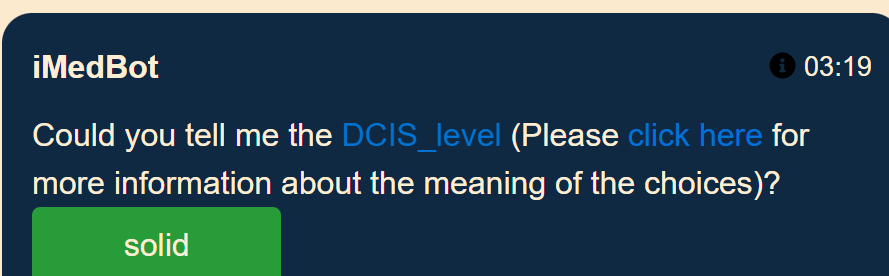 iMedBot
03:19
Could you tell me the DCIS_level (Please click here for
more information about the meaning of the choices)?
solid